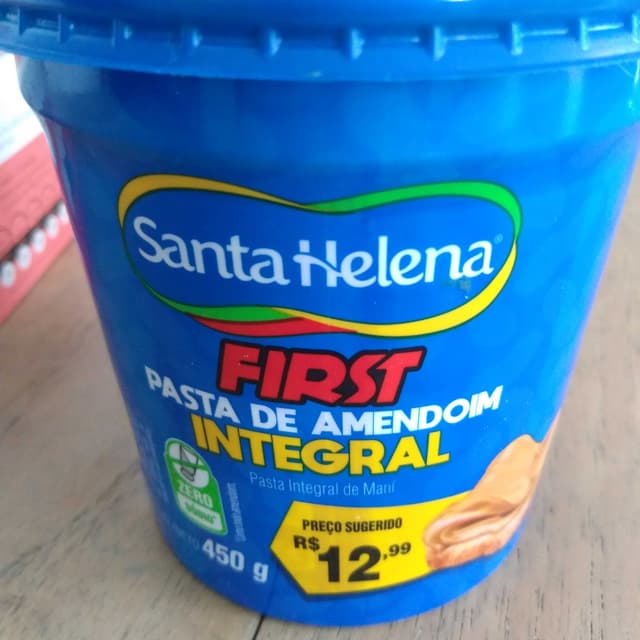 Santa Helena®
FIRST
PASTA DE AMENDOIM
INTEGRAL
Pasta Integral de Maní
ZERO
PREÇO SUGERIDO
R$ 12,99
450 g